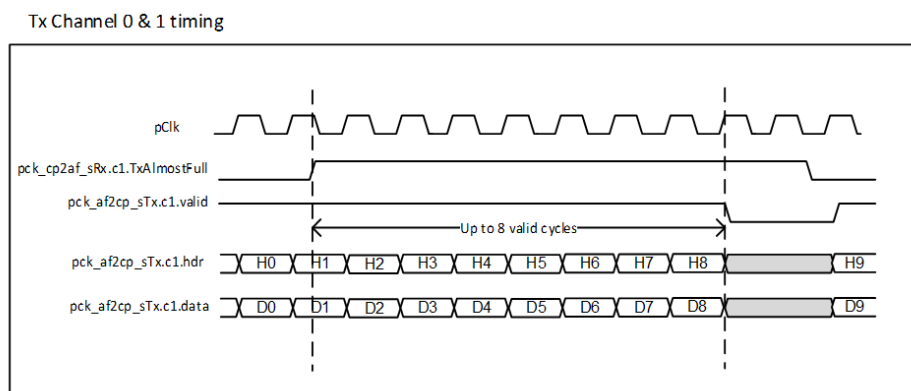 Tx Channel 0 & 1 timing
pClk
pck_cp2af_sRx.c1.TxAlmostFull
pck_af2cp_sTx.c1.valid
Up to 8 valid cycles
pck_af2cp_sTx.c1.hdr H0 H1 H2 H3 H4 H5 H6 H7 H8 H9
pck_af2cp_sTx.c1.data D0 D1 D2 D3 D4 D5 D6 D7 D8 D9